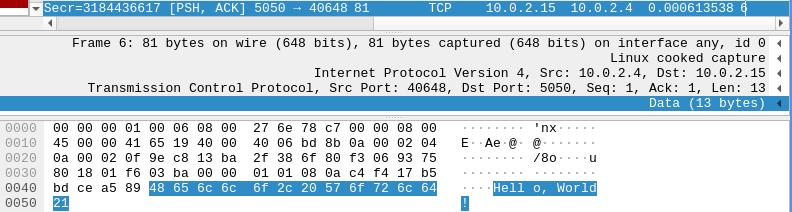 Secr=3184436617 [PSH, ACK] 5050 → 40648 81 TCP 10.0.2.15 10.0.2.4 0.000613538 6
Frame 6: 81 bytes on wire (648 bits), 81 bytes captured (648 bits) on interface any, id 0
Linux cooked capture
Internet Protocol Version 4, Src: 10.0.2.4, Dst: 10.0.2.15
Transmission Control Protocol, Src Port: 40648, Dst Port: 5050, Seq: 1, Ack: 1, Len: 13
Data (13 bytes)
0000 00 00 00 01 00 06 08 00 27 6e 78 c7 00 00 08 00 ········ 'nx·····
0010 45 00 00 41 65 19 40 00 40 06 bd 8b 0a 00 02 04 E··Ae·@· @·······
0020 0a 00 02 0f 9e c8 13 ba 2f 38 6f 80 f3 06 93 75 ········ /8o····u
0030 80 18 01 f6 03 ba 00 00 01 01 08 0a c4 f4 17 b5 ········ ········
0040 bd ce a5 89 48 65 6c 6c 6f 2c 20 57 6f 72 6c 64 ····Hell o, World
0050 21 !